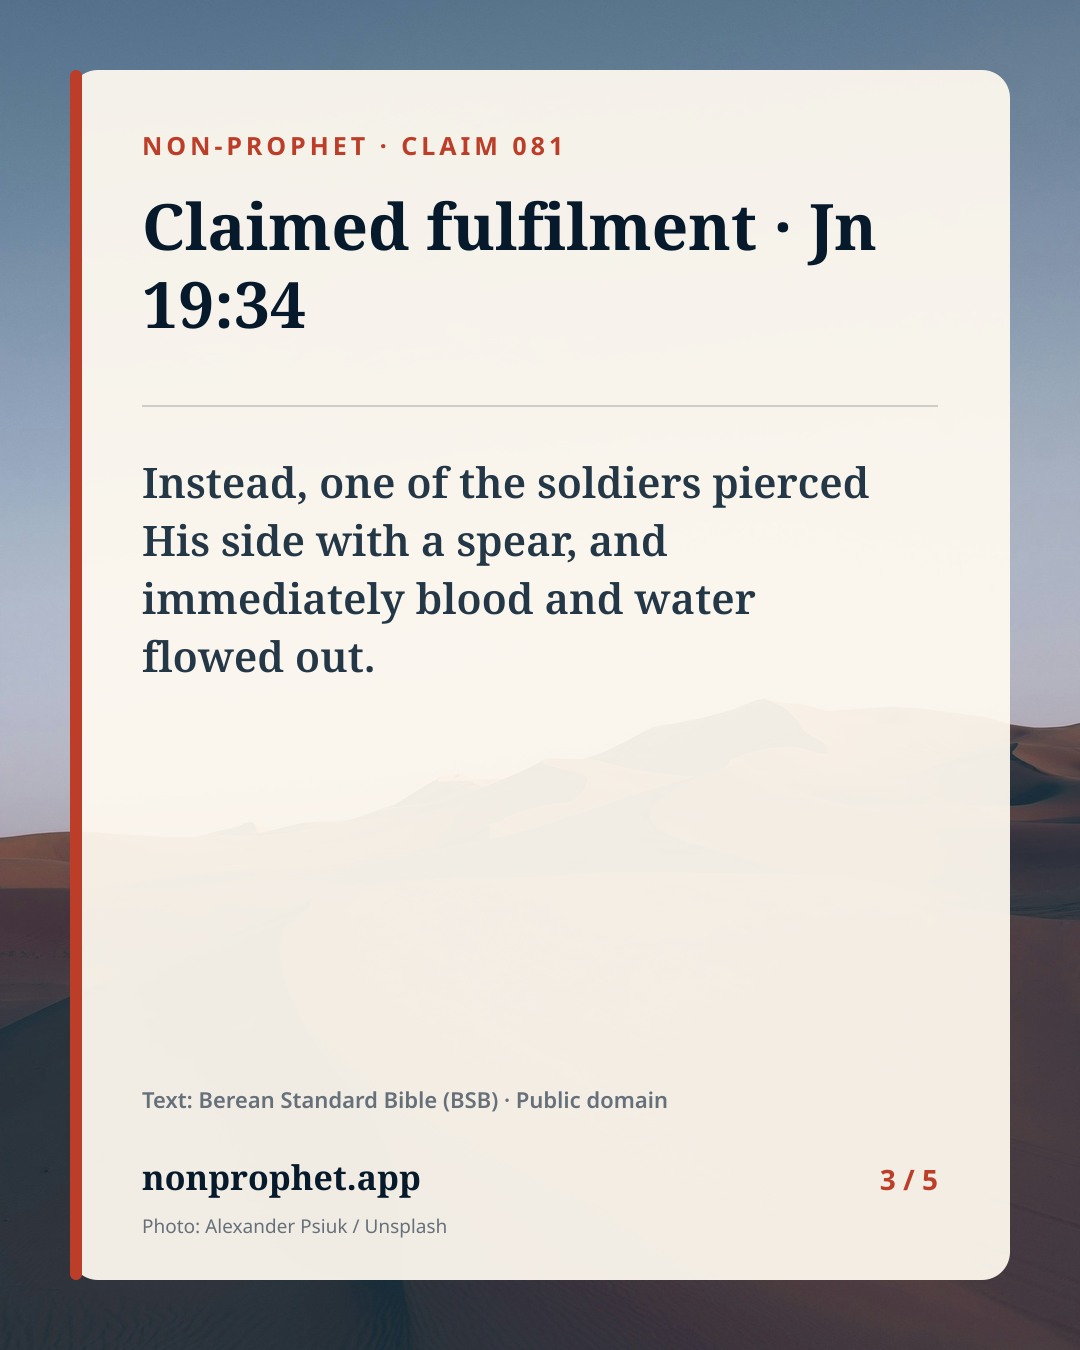 NON-PROPHET · CLAIM 081
Claimed fulfilment · Jn
19:34
Instead, one of the soldiers pierced
His side with a spear, and
immediately blood and water
flowed out.
Text: Berean Standard Bible (BSB) · Public domain
nonprophet.app
3 / 5
Photo: Alexander Psiuk / Unsplash